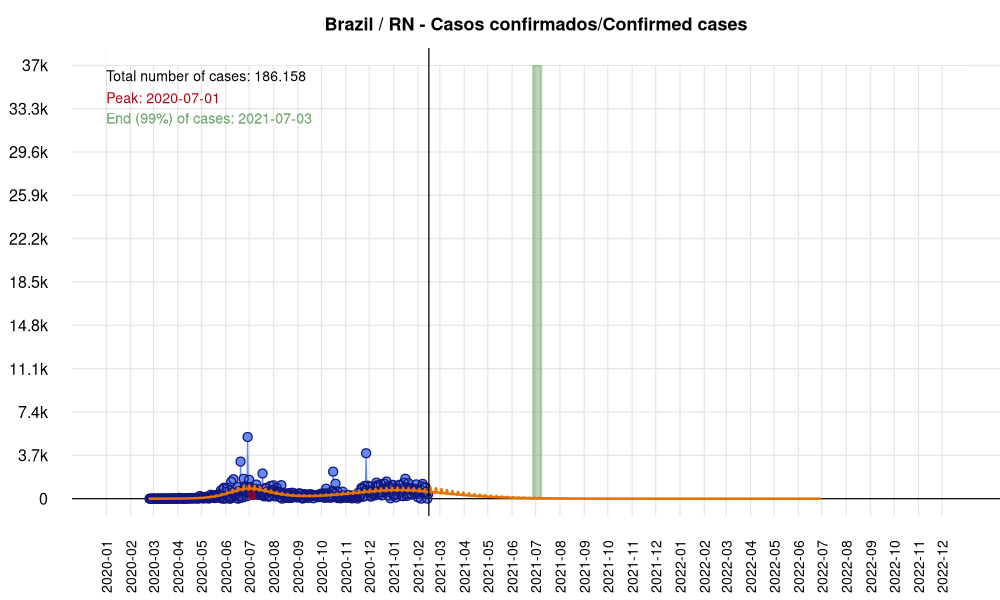 Brazil / RN - Casos confirmados/Confirmed cases
37k
Total number of cases: 186.158
Peak: 2020-07-01
33.3k
End (99%) of cases: 2021-07-03
29.6k
25.9k
22.2k
18.5k
14.8k
11.1k
7.4k
3.7k
0
2020-01
2020-02
2020-03
2020-04
2020-05
2020-06
2020-07
2020-08
2020-09
2020-10
2020-11
2020-12
2021-01
2021-02
2021-03
2021-04
2021-05
2021-06
2021-07
2021-08
2021-09
2021-10
2021-11
2021-12
2022-01
2022-02
2022-03
2022-04
2022-05
2022-06
2022-07
2022-08
2022-09
2022-10
2022-11
2022-12